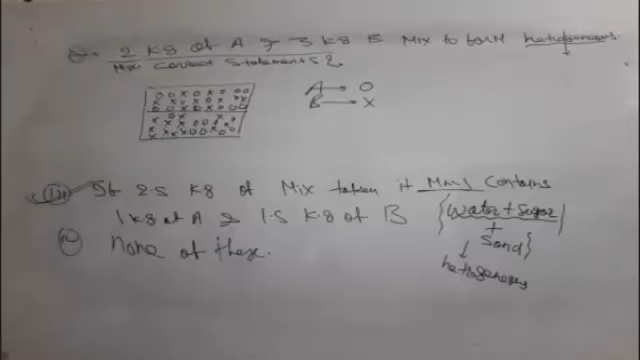 Q. 2 Kg of A & 3 Kg B Mix to form heterogeneous
Mix. Correct Statements?
A → O
B → X
(iii) If 2.5 Kg of Mix taken it may Contains
1 kg of A & 1.5 Kg of B
(iv) None of these.
{Water + Sugar
+
Sand}
↓
heterogeneous